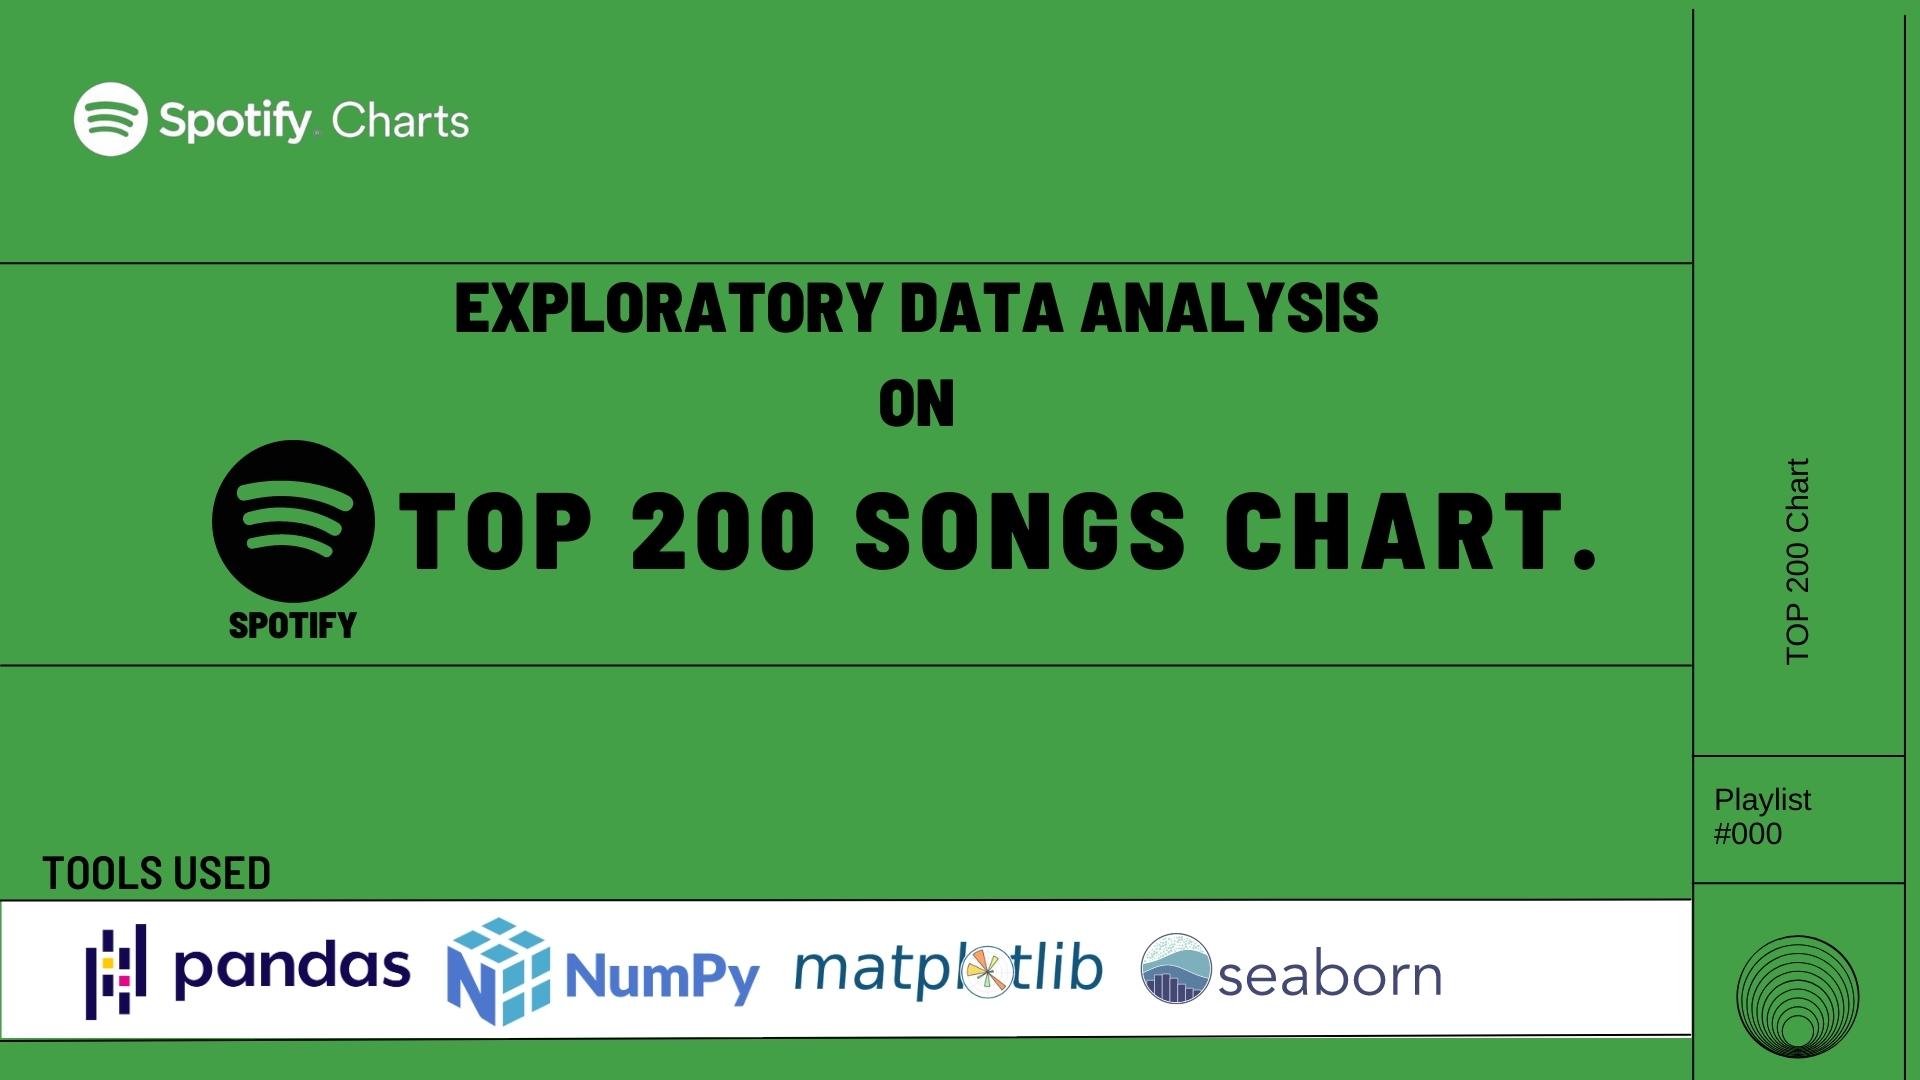 Spotify Charts
EXPLORATORY DATA ANALYSIS
ON
TOP 200 SONGS CHART.
SPOTIFY
TOP 200 Chart
Playlist
#000
TOOLS USED
pandas
NumPy
matplotlib
seaborn